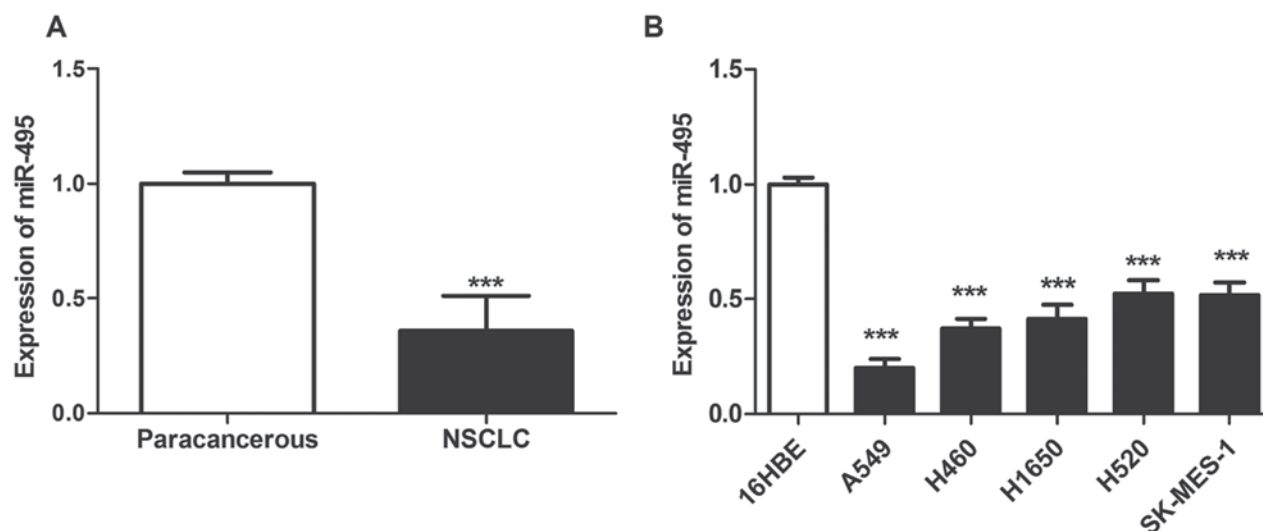 A
Expression of miR-495
1.5
1.0
0.5
0.0
***
Paracancerous
NSCLC
B
Expression of miR-495
1.5
1.0
0.5
0.0
***
***
***
***
***
16HBE
A549
H460
H1650
H520
SK-MES-1